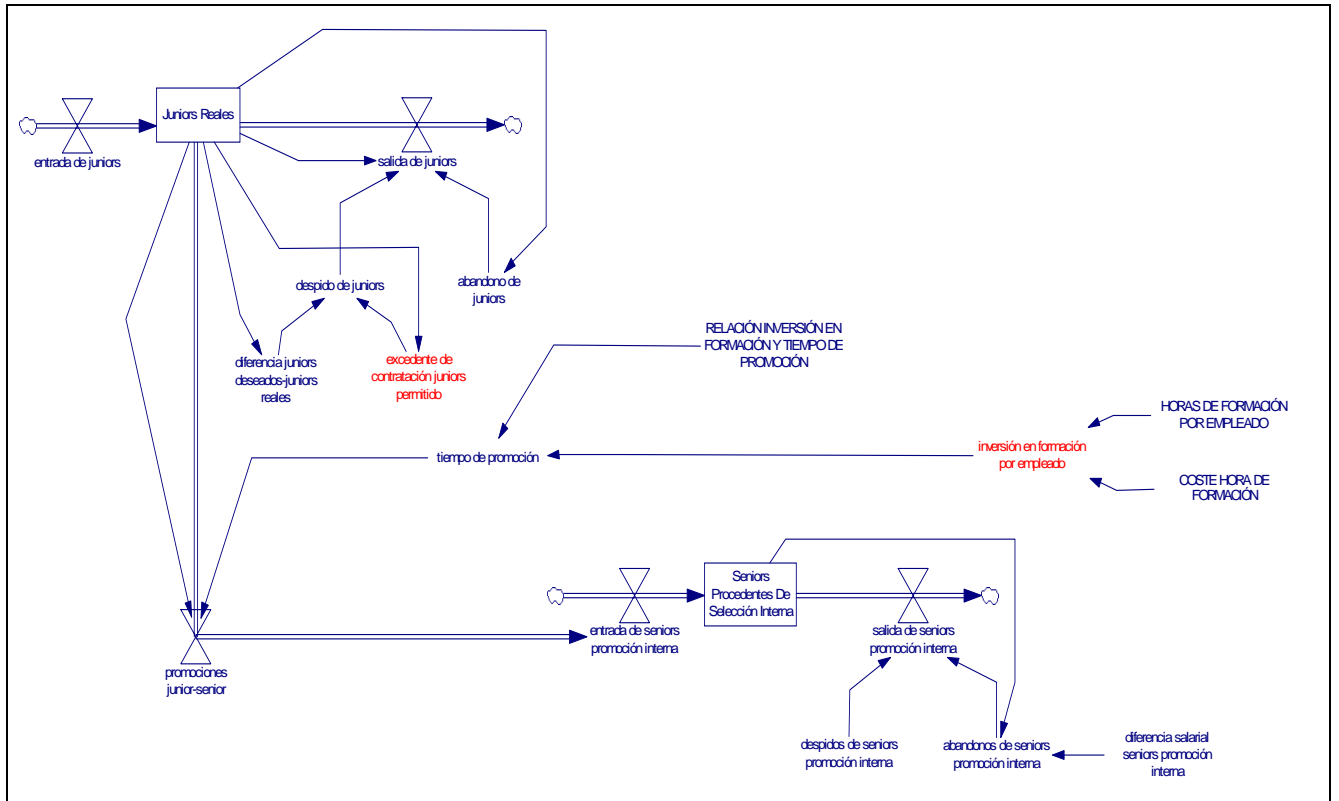 Juniors Reales
entrada de juniors
salida de juniors
despido de juniors
abandono de
juniors
diferencia juniors
deseados-juniors
reales
excedente de
contratación juniors
permitido
RELACIÓN INVERSIÓN EN
FORMACIÓN Y TIEMPO DE
PROMOCIÓN
HORAS DE FORMACIÓN
POR EMPLEADO
inversión en formación
por empleado
tiempo de promoción
COSTE HORA DE
FORMACIÓN
Seniors
Procedentes De
Selección Interna
entrada de seniors
promoción interna
salida de seniors
promoción interna
promociones
junior-senior
despidos de seniors
promoción interna
abandonos de seniors
promoción interna
diferencia salarial
seniors promoción
interna